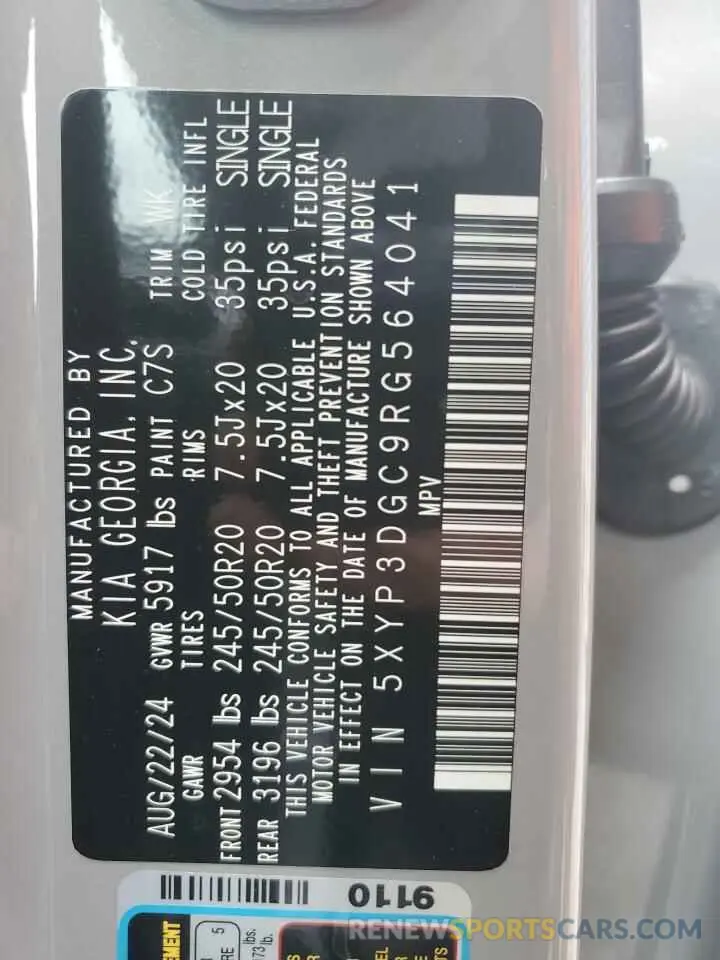 MANUFACTURED BY
KIA GEORGIA, INC.
AUG/22/24 GVWR 5917 lbs PAINT C7S TRIM WK
GAWR TIRES RIMS COLD TIRE INFL
FRONT 2954 lbs 245/50R20 7.5Jx20 35psi SINGLE
REAR 3196 lbs 245/50R20 7.5Jx20 35psi SINGLE
THIS VEHICLE CONFORMS TO ALL APPLICABLE U.S.A. FEDERAL
MOTOR VEHICLE SAFETY AND THEFT PREVENTION STANDARDS
IN EFFECT ON THE DATE OF MANUFACTURE SHOWN ABOVE
VIN 5XYP3DGC9RG564041
MPV
9110
5
lbs.
lb.
RENEWSPORTSCARS.COM